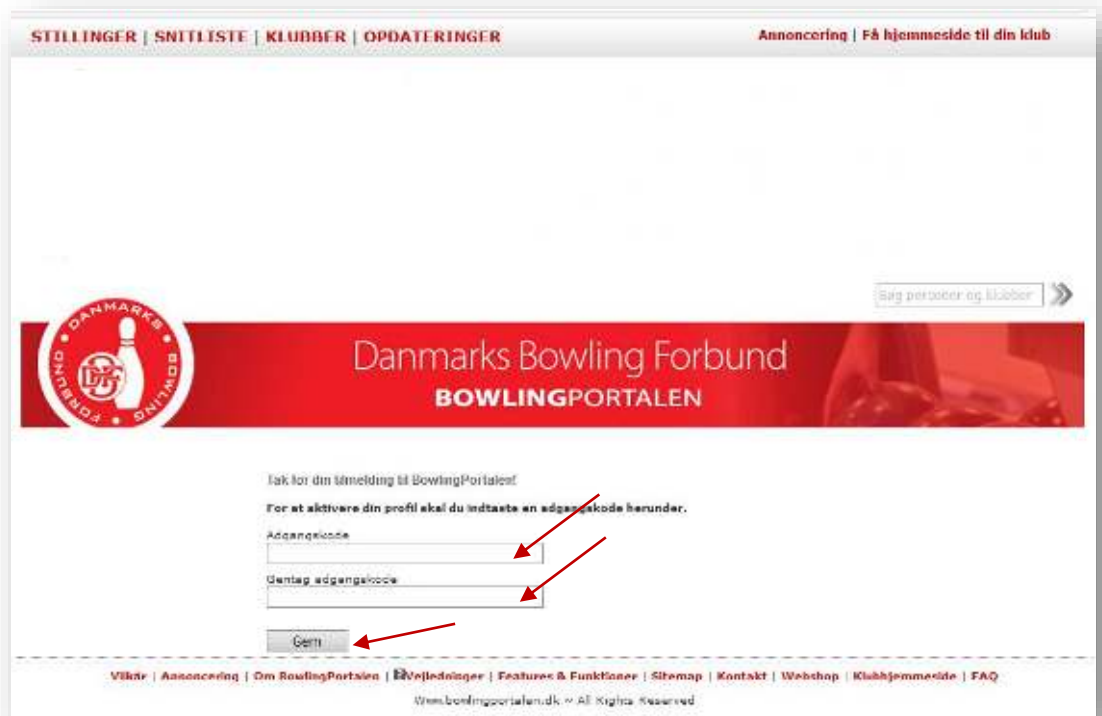 STILLINGER | SNITLISTE | KLUBBER | OPDATERINGER
Annoncering | Få hjemmeside til din klub
Søg personer og klubber
DANMARKS BOWLING FORBUND
DBF
Danmarks Bowling Forbund
BOWLINGPORTALEN
Tak for din tilmelding til BowlingPortalen!
For at aktivere din profil skal du indtaste en adgangskode herunder.
Adgangskode
Gentag adgangskode
Gem
Vilkår | Annoncering | Om BowlingPortalen | Vejledninger | Features & Funktioner | Sitemap | Kontakt | Webshop | Klubhjemmeside | FAQ
Www.bowlingportalen.dk ~ All Rights Reserved